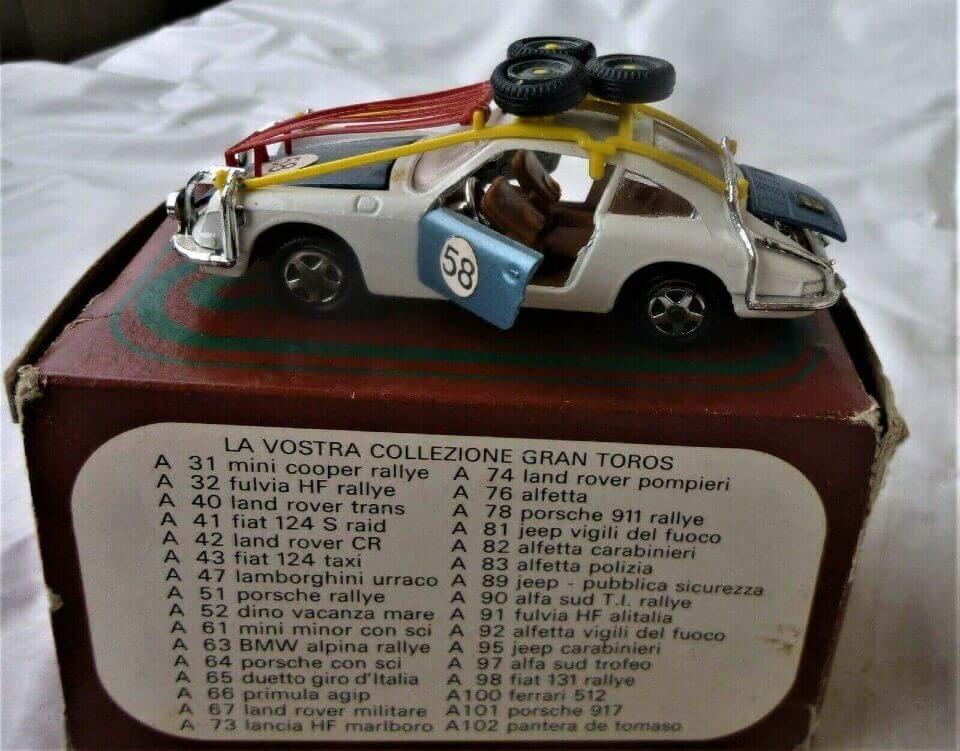 58
58
LA VOSTRA COLLEZIONE GRAN TOROS
A 31 mini cooper rallye
A 32 fulvia HF rallye
A 40 land rover trans
A 41 fiat 124 S raid
A 42 land rover CR
A 43 fiat 124 taxi
A 47 lamborghini urraco
A 51 porsche rallye
A 52 dino vacanza mare
A 61 mini minor con sci
A 63 BMW alpina rallye
A 64 porsche con sci
A 65 duetto giro d'Italia
A 66 primula agip
A 67 land rover militare
A 73 lancia HF marlboro
A 74 land rover pompieri
A 76 alfetta
A 78 porsche 911 rallye
A 81 jeep vigili del fuoco
A 82 alfetta carabinieri
A 83 alfetta polizia
A 89 jeep - pubblica sicurezza
A 90 alfa sud T.I. rallye
A 91 fulvia HF alitalia
A 92 alfetta vigili del fuoco
A 95 jeep carabinieri
A 97 alfa sud trofeo
A 98 fiat 131 rallye
A100 ferrari 512
A101 porsche 917
A102 pantera de tomaso